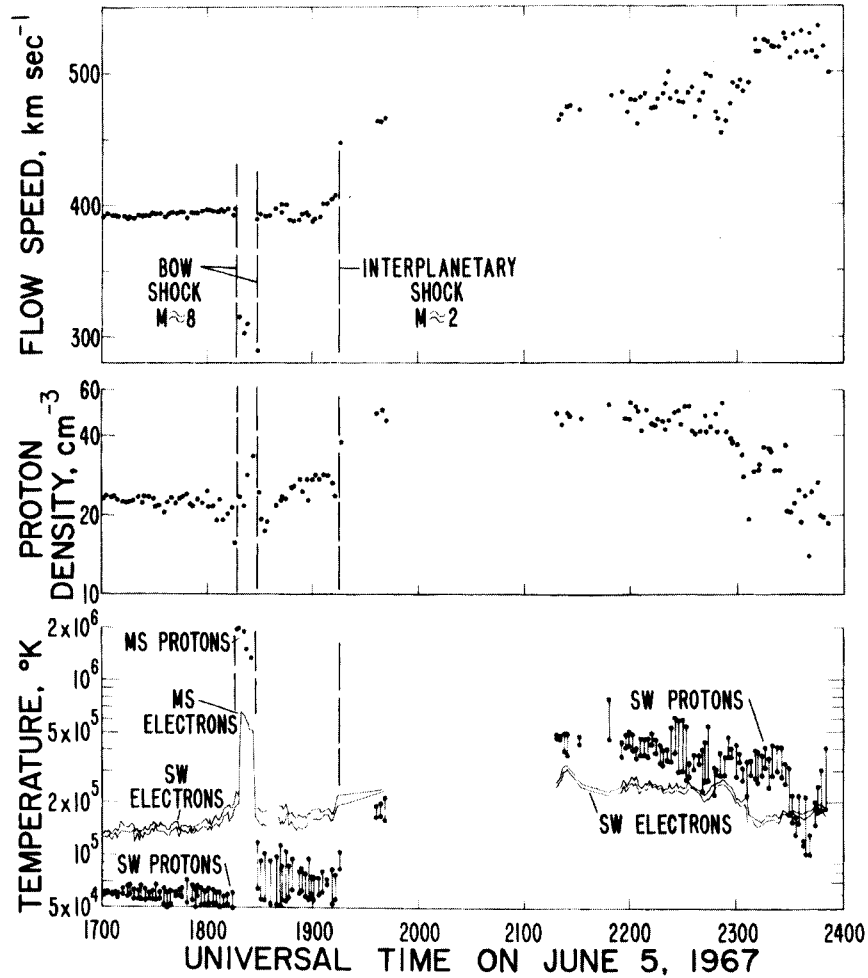 FLOW SPEED, km sec⁻¹
500
400
300
BOW
SHOCK
M≈8
INTERPLANETARY
SHOCK
M≈2
PROTON
DENSITY, cm⁻³
60
40
20
10
TEMPERATURE, °K
2×10⁶
10⁶
5×10⁵
2×10⁵
10⁵
5×10⁴
MS PROTONS
MS
ELECTRONS
SW
ELECTRONS
SW PROTONS
SW PROTONS
SW ELECTRONS
1700 1800 1900 2000 2100 2200 2300 2400
UNIVERSAL TIME ON JUNE 5, 1967